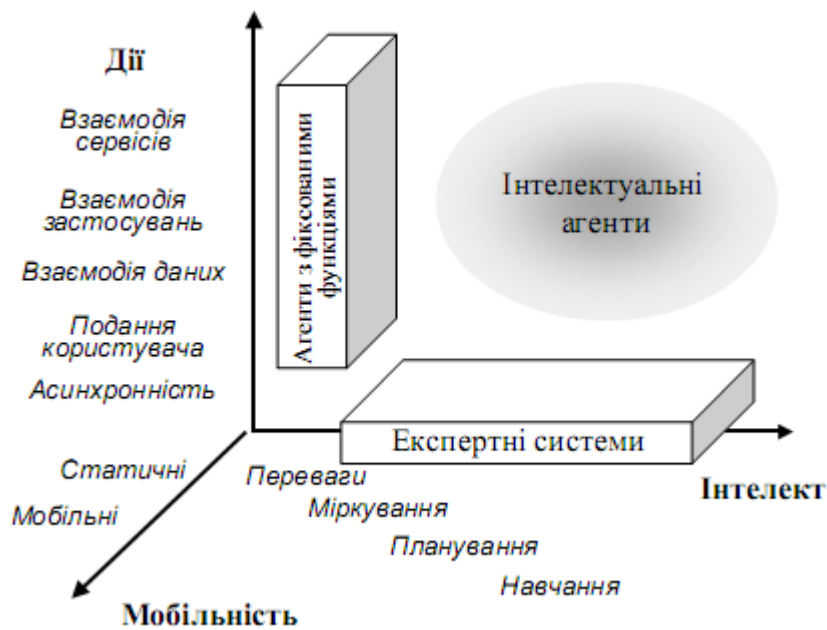 Дії
Взаємодія
сервісів
Взаємодія
застосувань
Взаємодія даних
Подання
користувача
Асинхронність
Агенти з фіксованими
функціями
Інтелектуальні
агенти
Експертні системи
Статичні
Мобільні
Мобільність
Переваги
Міркування
Планування
Навчання
Інтелект